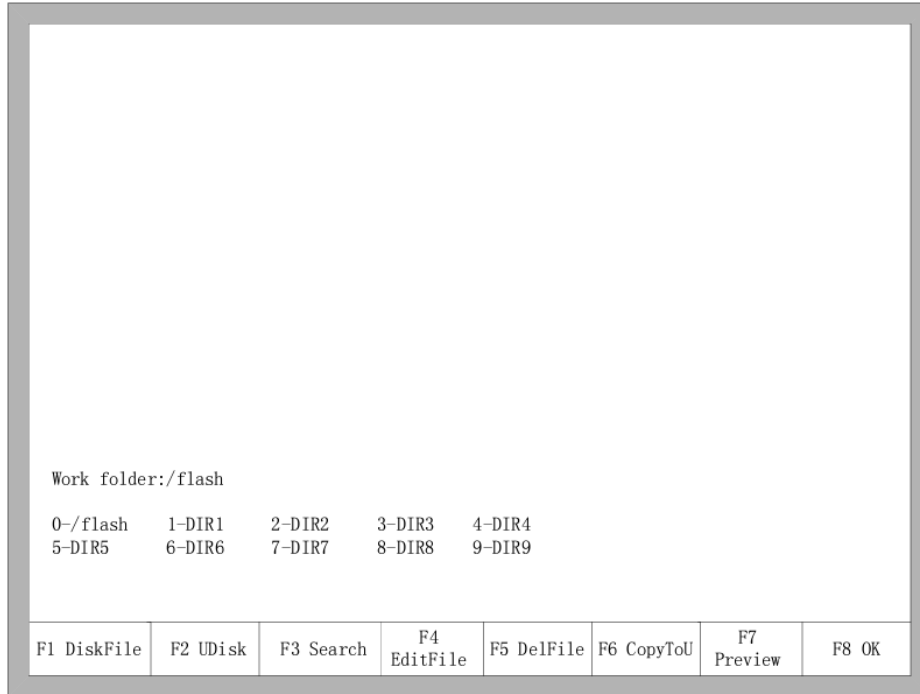 Work folder:/flash
0-/flash 1-DIR1 2-DIR2 3-DIR3 4-DIR4
5-DIR5 6-DIR6 7-DIR7 8-DIR8 9-DIR9
F1 DiskFile
F2 UDisk
F3 Search
F4
EditFile
F5 DelFile
F6 CopyToU
F7
Preview
F8 OK